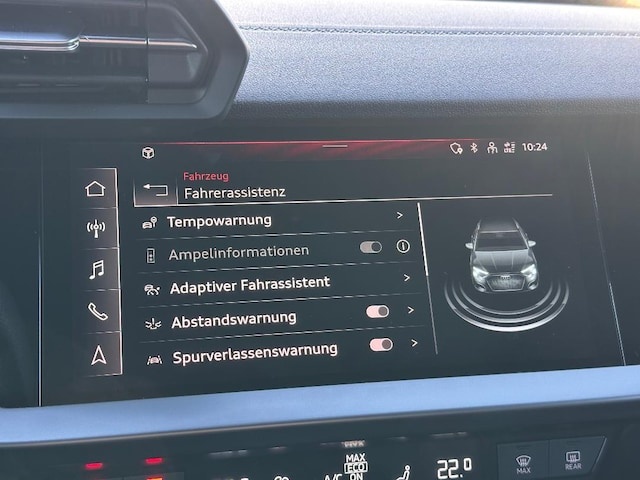 10:24
Fahrzeug
Fahrerassistenz
Tempowarnung
Ampelinformationen
Adaptiver Fahrassistent
Abstandswarnung
Spurverlassenswarnung
MAX
ECO
ON
A/C
22.0
MAX
REAR